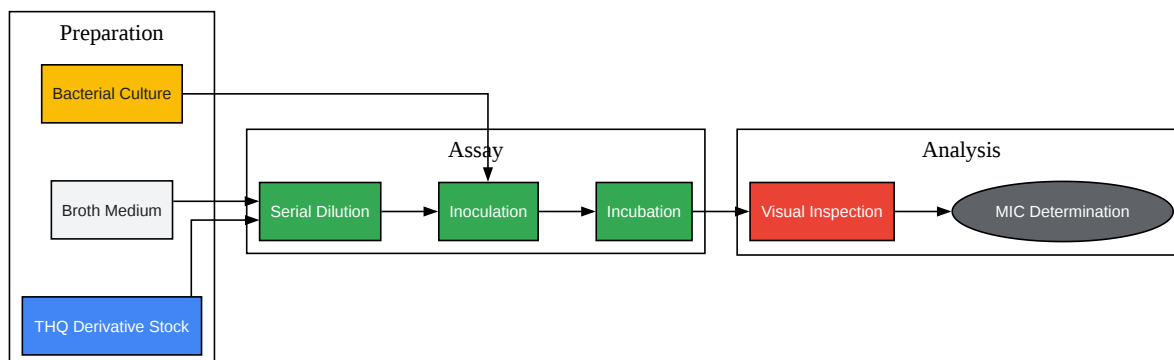 Preparation
Bacterial Culture
Broth Medium
THQ Derivative Stock
Assay
Serial Dilution
Inoculation
Incubation
Analysis
Visual Inspection
MIC Determination